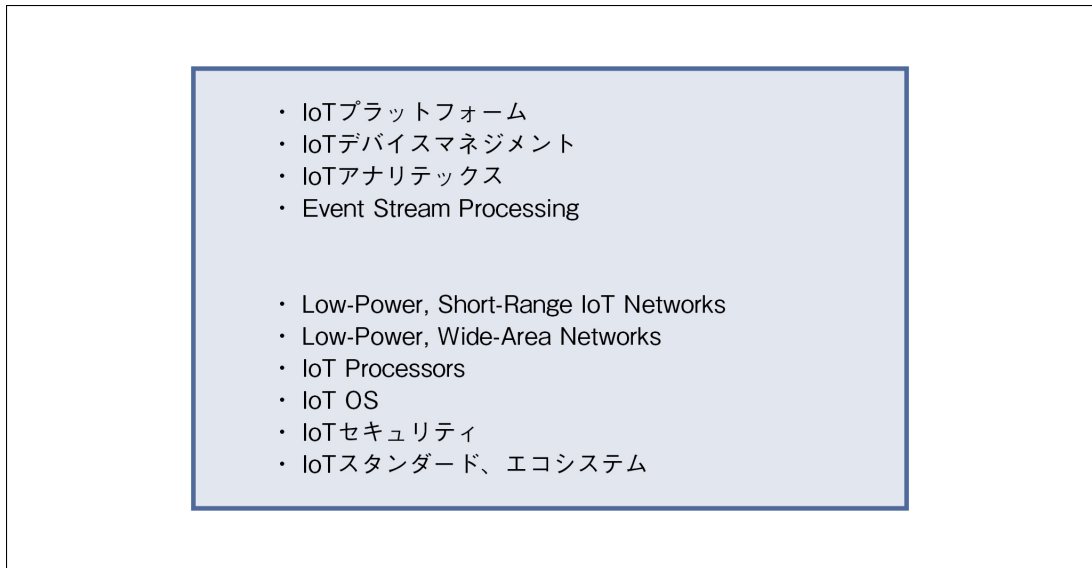 ・ IoTプラットフォーム
・ IoTデバイスマネジメント
・ IoTアナリテックス
・ Event Stream Processing
・ Low-Power, Short-Range IoT Networks
・ Low-Power, Wide-Area Networks
・ IoT Processors
・ IoT OS
・ IoTセキュリティ
・ IoTスタンダード、エコシステム